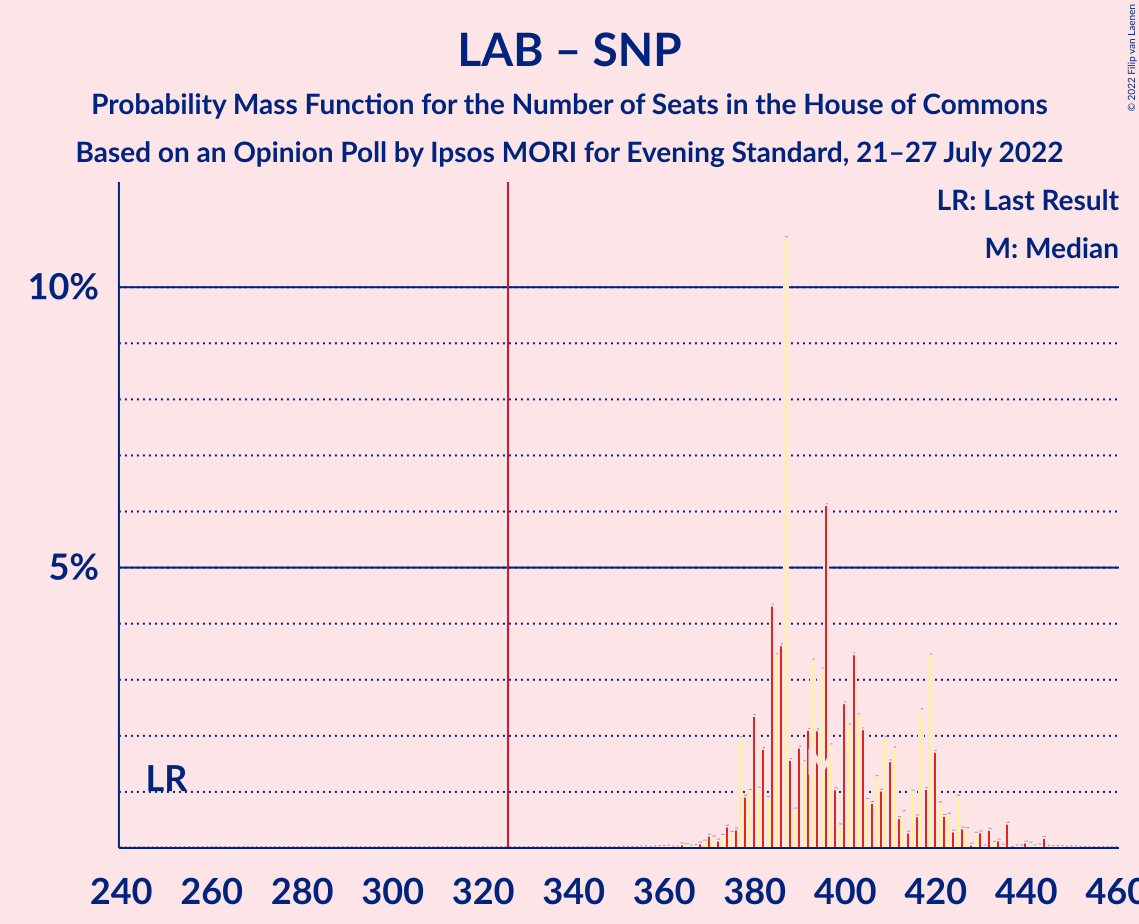 LAB – SNP
Probability Mass Function for the Number of Seats in the House of Commons
Based on an Opinion Poll by Ipsos MORI for Evening Standard, 21–27 July 2022
© 2022 Filip van Laenen
LR: Last Result
M: Median
10%
5%
LR
M
240 260 280 300 320 340 360 380 400 420 440 460